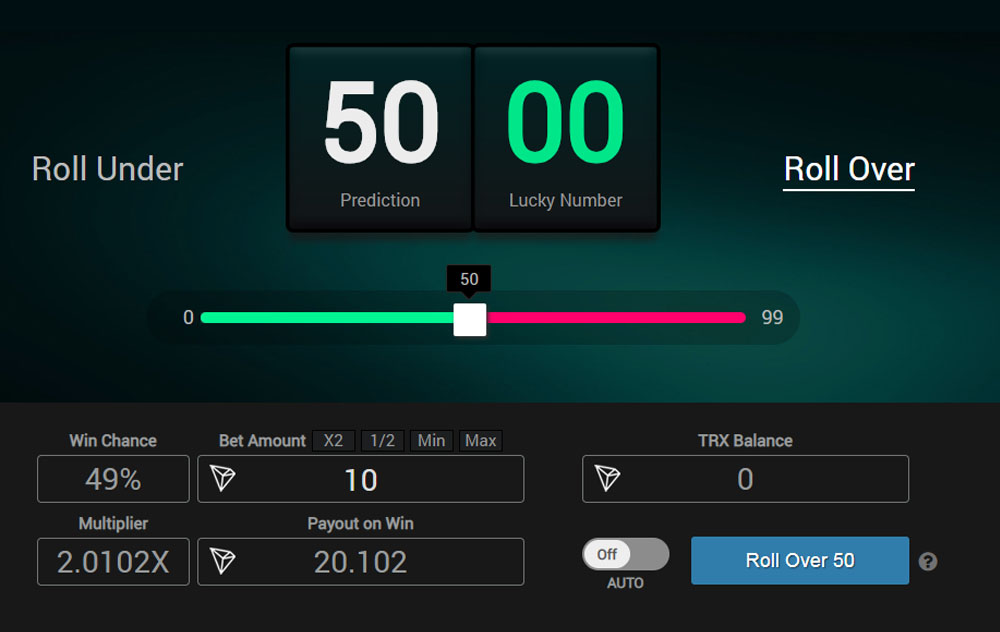 50 00
Prediction Lucky Number
Roll Under Roll Over
50
0 99
Win Chance Bet Amount X2 1/2 Min Max TRX Balance
49% 10 0
Multiplier Payout on Win
2.0102X 20.102 Off Roll Over 50 ?
AUTO